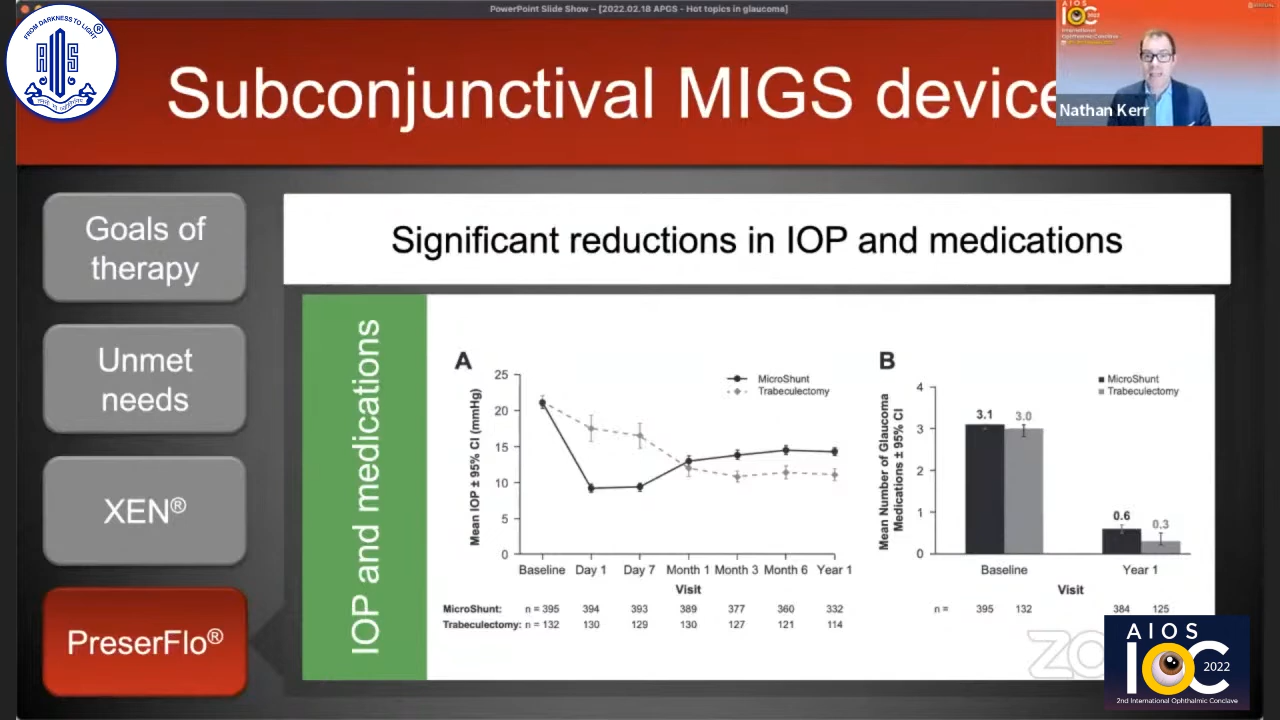 PowerPoint Slide Show – [2022.02.18 APGS - Hot topics in glaucoma]
FROM DARKNESS TO LIGHT
®
AIOS
2022
International
Ophthalmic Conclave
Nathan Kerr
Subconjunctival MIGS device
Goals of
therapy
Unmet
needs
XEN®
PreserFlo®
Significant reductions in IOP and medications
IOP and medications
A
Mean IOP ± 95% CI (mmHg)
25
20
15
10
5
0
MicroShunt
Trabeculectomy
Baseline Day 1 Day 7 Month 1 Month 3 Month 6 Year 1
Visit
MicroShunt: n = 395 394 393 389 377 360 332
Trabeculectomy: n = 132 130 129 130 127 121 114
B
Mean Number of Glaucoma
Medications ± 95% CI
4
3
2
1
0
MicroShunt
Trabeculectomy
3.1 3.0
0.6 0.3
Baseline Year 1
Visit
n = 395 132 384 125
ZO
AIOS
IOC 2022
2nd International Ophthalmic Conclave